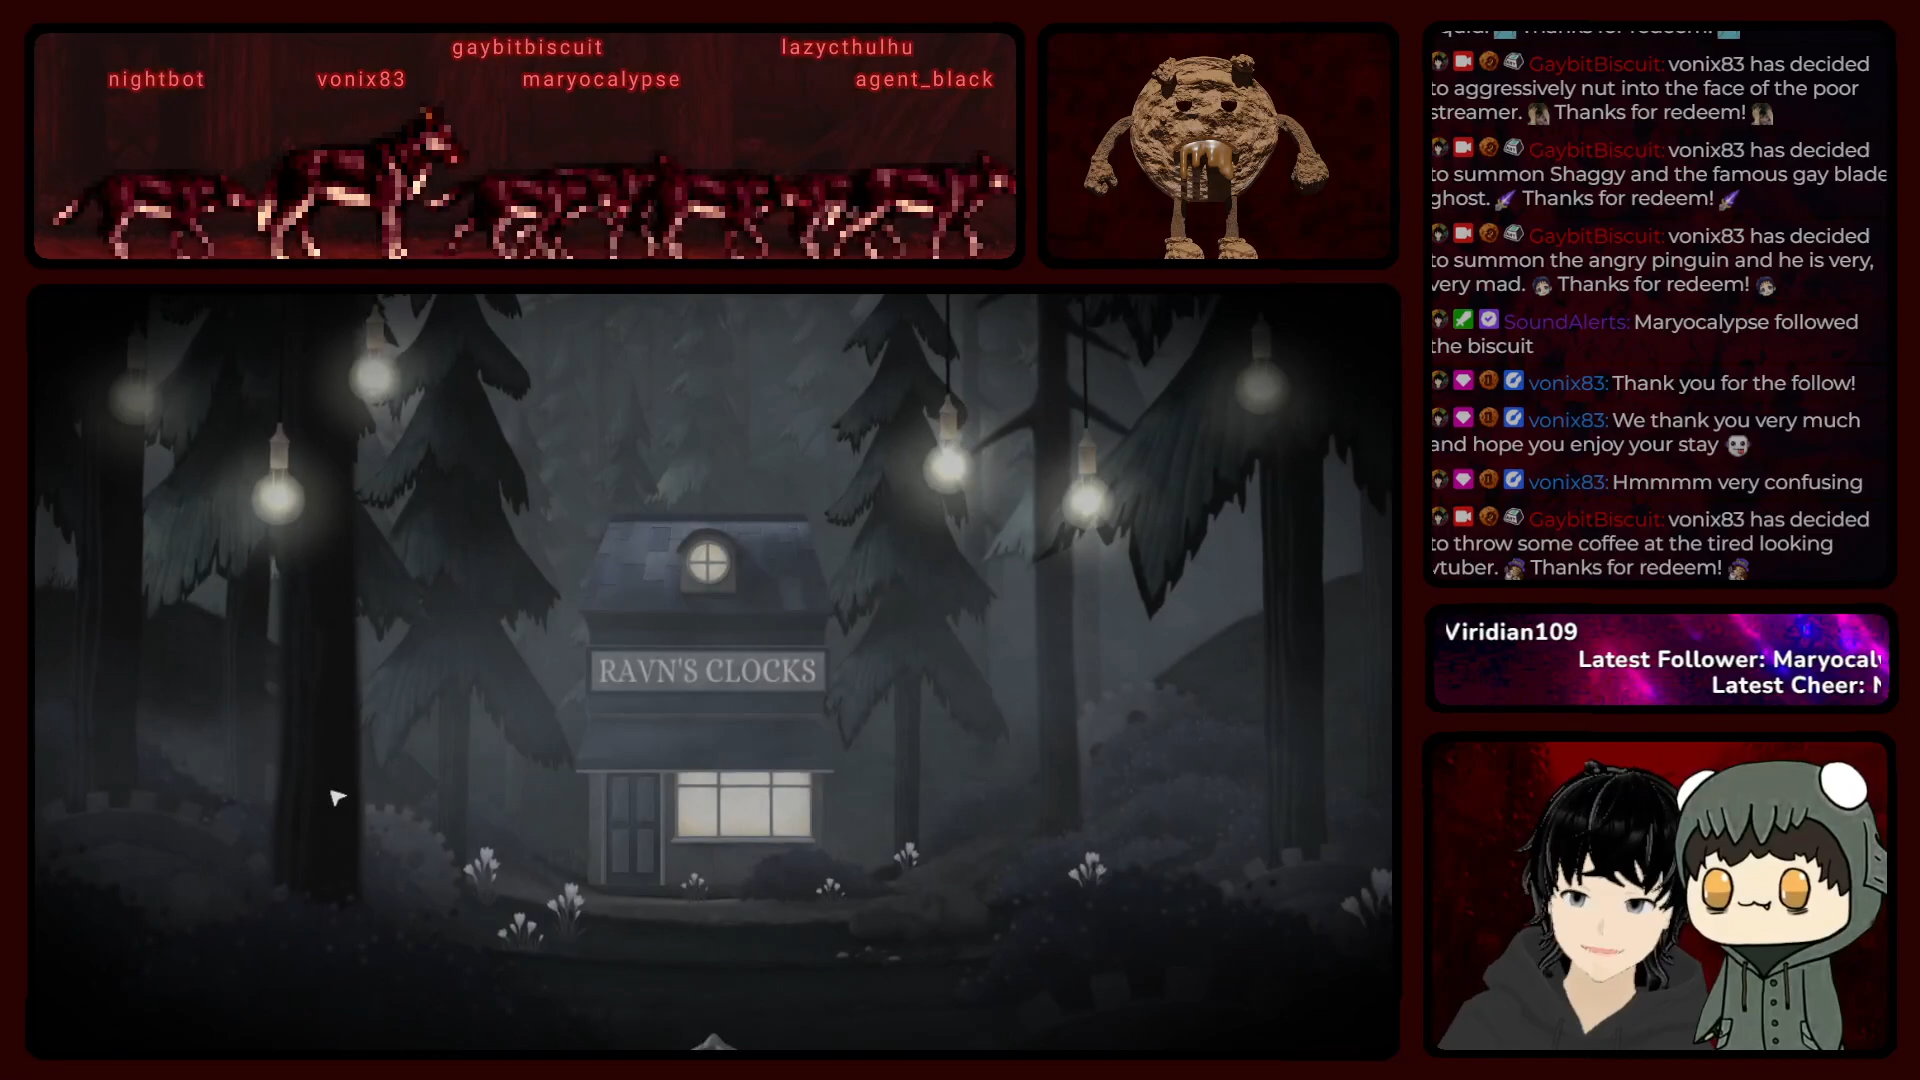 gaybitbiscuit
lazycthulhu
nightbot
vonix83
maryocalypse
agent_black
Thanks for redeem!
GaybitBiscuit: vonix83 has decided
to aggressively nut into the face of the poor
streamer. Thanks for redeem!
GaybitBiscuit: vonix83 has decided
to summon Shaggy and the famous gay blade
ghost. Thanks for redeem!
GaybitBiscuit: vonix83 has decided
to summon the angry pinguin and he is very,
very mad. Thanks for redeem!
SoundAlerts: Maryocalypse followed
the biscuit
vonix83: Thank you for the follow!
vonix83: We thank you very much
and hope you enjoy your stay
vonix83: Hmmmm very confusing
GaybitBiscuit: vonix83 has decided
to throw some coffee at the tired looking
vtuber. Thanks for redeem!
RAVN'S CLOCKS
Viridian109
Latest Follower: Maryocaly
Latest Cheer: